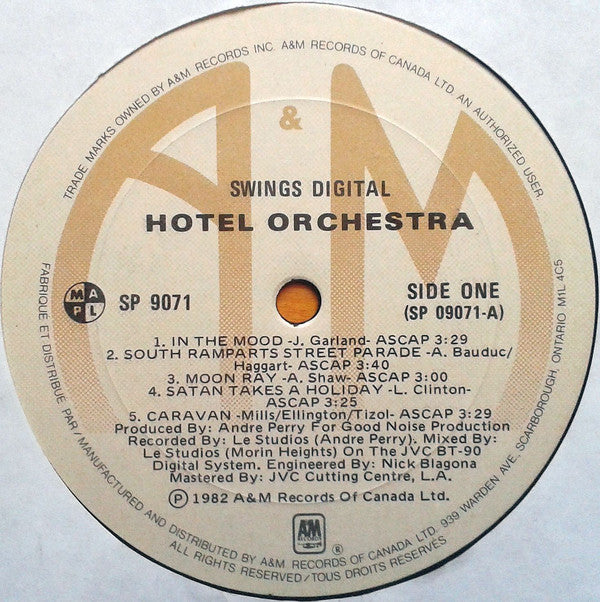 TRADE MARKS OWNED BY A&M RECORDS INC. A&M RECORDS OF CANADA LTD. AN AUTHORIZED USER
A & M
SWINGS DIGITAL
HOTEL ORCHESTRA
M A P L
SP 9071
SIDE ONE
(SP 09071-A)
1. IN THE MOOD -J. Garland- ASCAP 3:29
2. SOUTH RAMPARTS STREET PARADE -A. Bauduc/
Haggart- ASCAP 3:40
3. MOON RAY -A. Shaw- ASCAP 3:00
4. SATAN TAKES A HOLIDAY -L. Clinton-
ASCAP 3:25
5. CARAVAN -Mills/Ellington/Tizol- ASCAP 3:29
Produced By: Andre Perry For Good Noise Production
Recorded By: Le Studios (Andre Perry). Mixed By:
Le Studios (Morin Heights) On The JVC BT-90
Digital System. Engineered By: Nick Blagona
Mastered By: JVC Cutting Centre, L.A.
Ⓟ 1982 A&M Records Of Canada Ltd.
A&M
®
FABRIQUÉ ET DISTRIBUÉ PAR/MANUFACTURED AND DISTRIBUTED BY A&M RECORDS OF CANADA LTD. 939 WARDEN AVE, SCARBOROUGH, ONTARIO M1L 4C5
ALL RIGHTS RESERVED/TOUS DROITS RESERVÉS